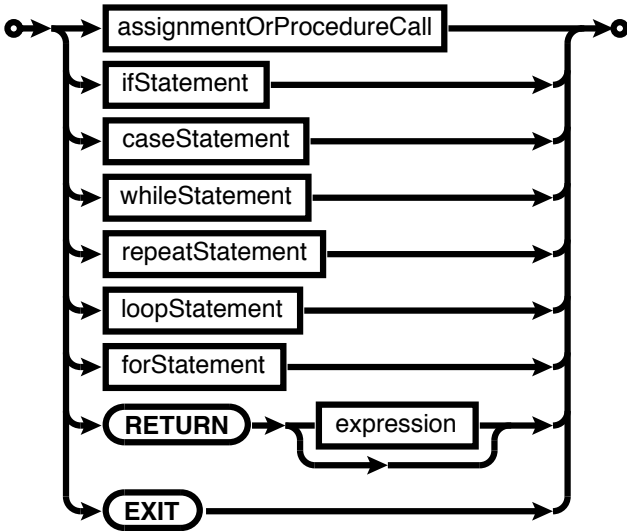 assignmentOrProcedureCall
ifStatement
caseStatement
whileStatement
repeatStatement
loopStatement
forStatement
RETURN expression
EXIT